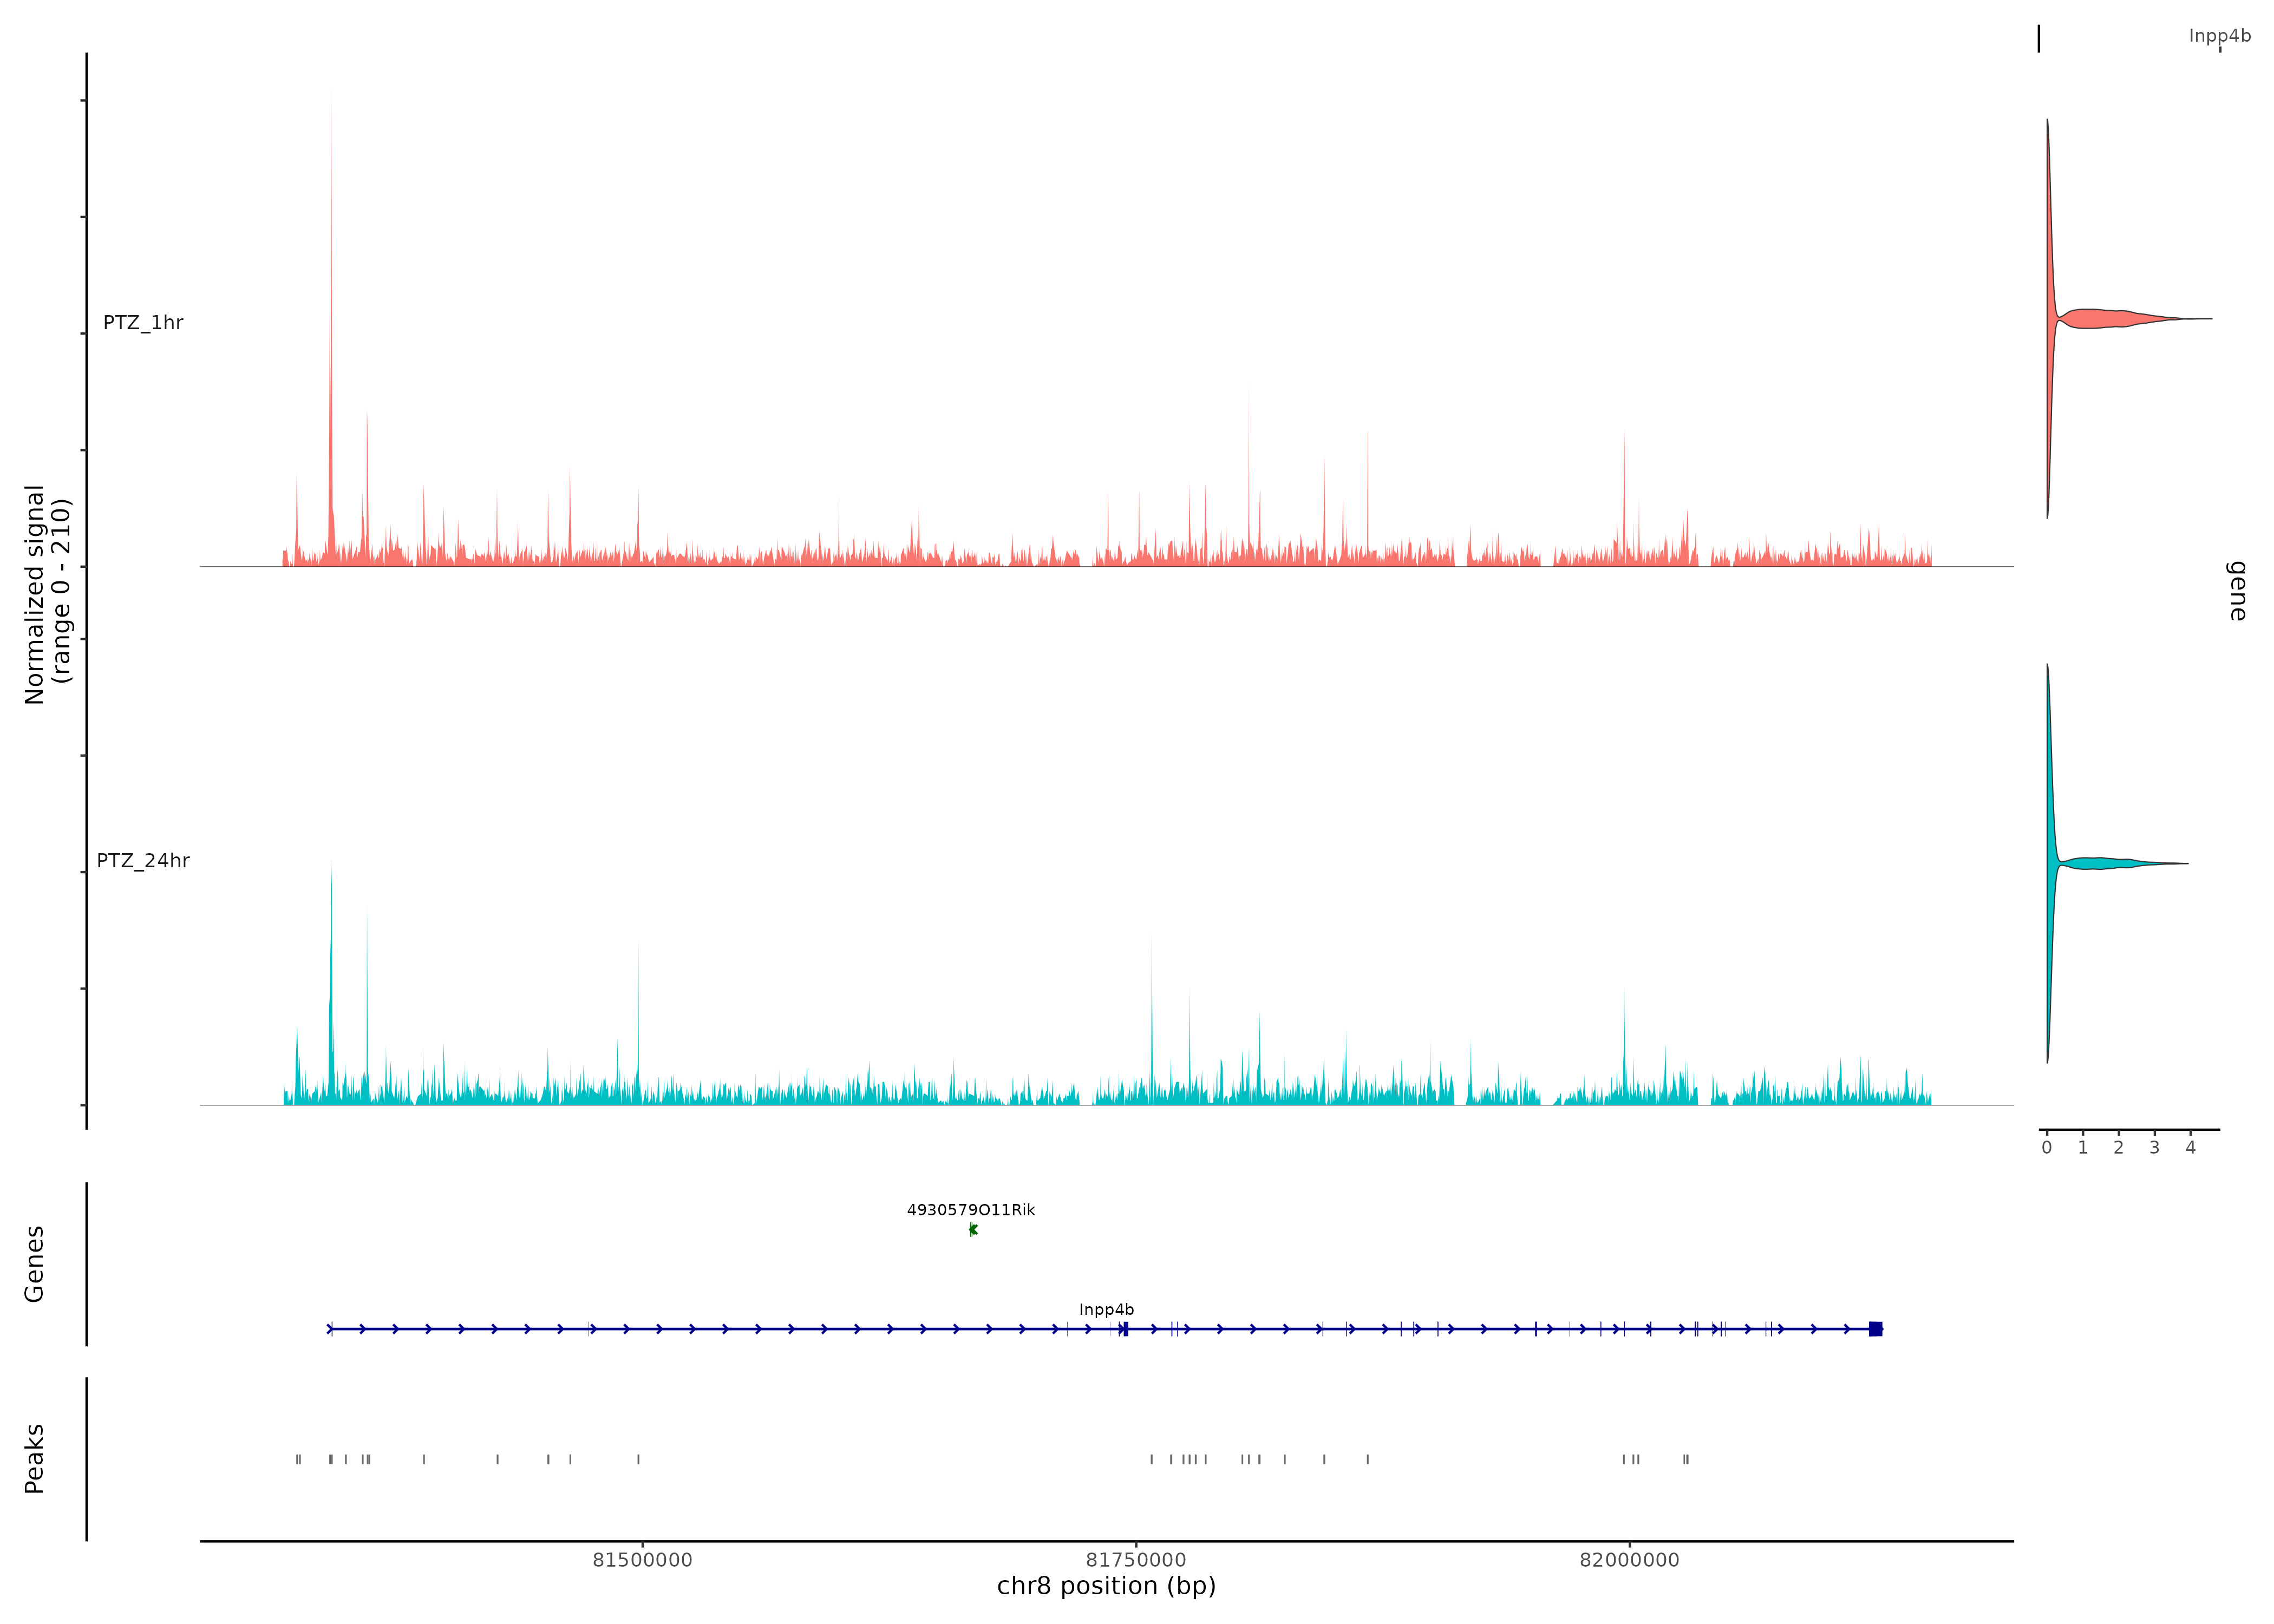 Inpp4b
PTZ_1hr
Normalized signal
(range 0 - 210)
gene
PTZ_24hr
0 1 2 3 4
4930579O11Rik
Genes
Inpp4b
Peaks
81500000 81750000 82000000
chr8 position (bp)